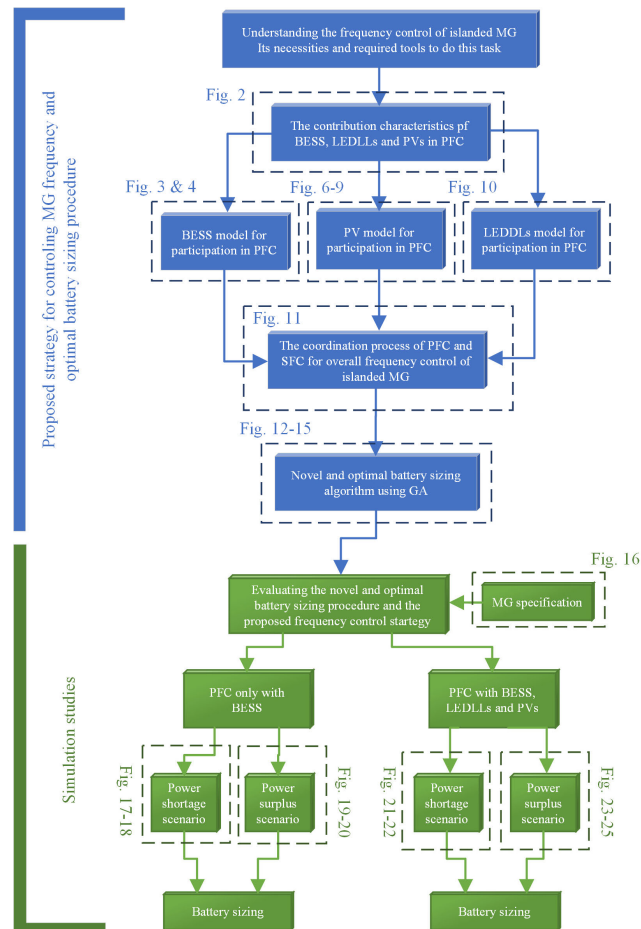 Understanding the frequency control of islanded MG
Its necessities and required tools to do this task
Fig. 2
The contribution characteristics pf
BESS, LEDLLs and PVs in PFC
Fig. 3 & 4
Fig. 6-9
Fig. 10
BESS model for
participation in PFC
PV model for
participation in PFC
LEDDLs model for
participation in PFC
Fig. 11
The coordination process of PFC and
SFC for overall frequency control of
islanded MG
Fig. 12-15
Novel and optimal battery sizing
algorithm using GA
Proposed strategy for controling MG frequency and
optimal battery sizing procedure
Fig. 16
Evaluating the novel and optimal
battery sizing procedure and the
proposed frequency control startegy
MG specification
PFC only with
BESS
PFC with BESS,
LEDLLs and PVs
Fig. 17-18
Power
shortage
scenario
Power
surplus
scenario
Fig. 19-20
Fig. 21-22
Power
shortage
scenario
Power
surplus
scenario
Fig. 23-25
Battery sizing
Battery sizing
Simulation studies